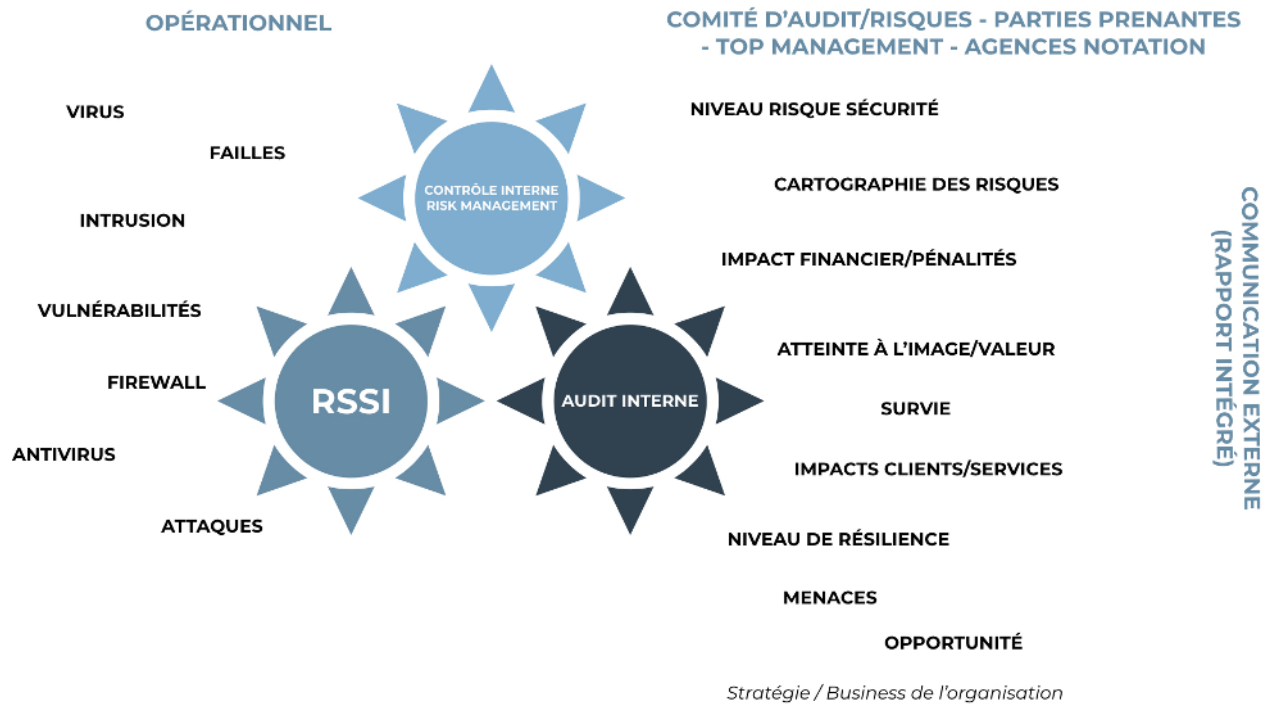 OPÉRATIONNEL
COMITÉ D’AUDIT/RISQUES - PARTIES PRENANTES
- TOP MANAGEMENT - AGENCES NOTATION
VIRUS
FAILLES
INTRUSION
VULNÉRABILITÉS
FIREWALL
ANTIVIRUS
ATTAQUES
CONTRÔLE INTERNE
RISK MANAGEMENT
RSSI
AUDIT INTERNE
NIVEAU RISQUE SÉCURITÉ
CARTOGRAPHIE DES RISQUES
IMPACT FINANCIER/PÉNALITÉS
ATTEINTE À L’IMAGE/VALEUR
SURVIE
IMPACTS CLIENTS/SERVICES
NIVEAU DE RÉSILIENCE
MENACES
OPPORTUNITÉ
Stratégie / Business de l’organisation
COMMUNICATION EXTERNE
(RAPPORT INTÉGRÉ)